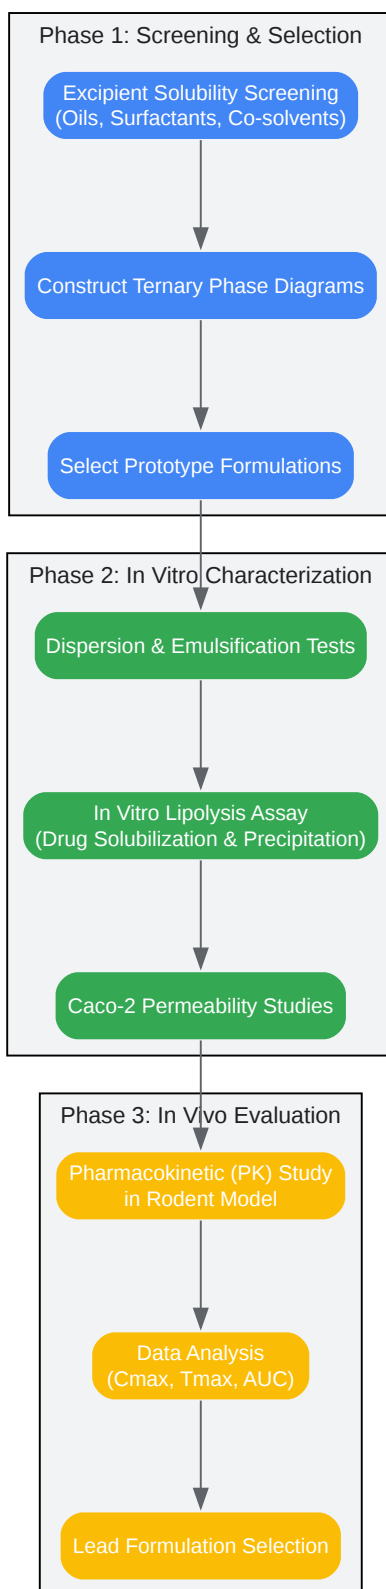 Phase 1: Screening & Selection
Excipient Solubility Screening
(Oils, Surfactants, Co-solvents)
Construct Ternary Phase Diagrams
Select Prototype Formulations
Phase 2: In Vitro Characterization
Dispersion & Emulsification Tests
In Vitro Lipolysis Assay
(Drug Solubilization & Precipitation)
Caco-2 Permeability Studies
Phase 3: In Vivo Evaluation
Pharmacokinetic (PK) Study
in Rodent Model
Data Analysis
(Cmax, Tmax, AUC)
Lead Formulation Selection